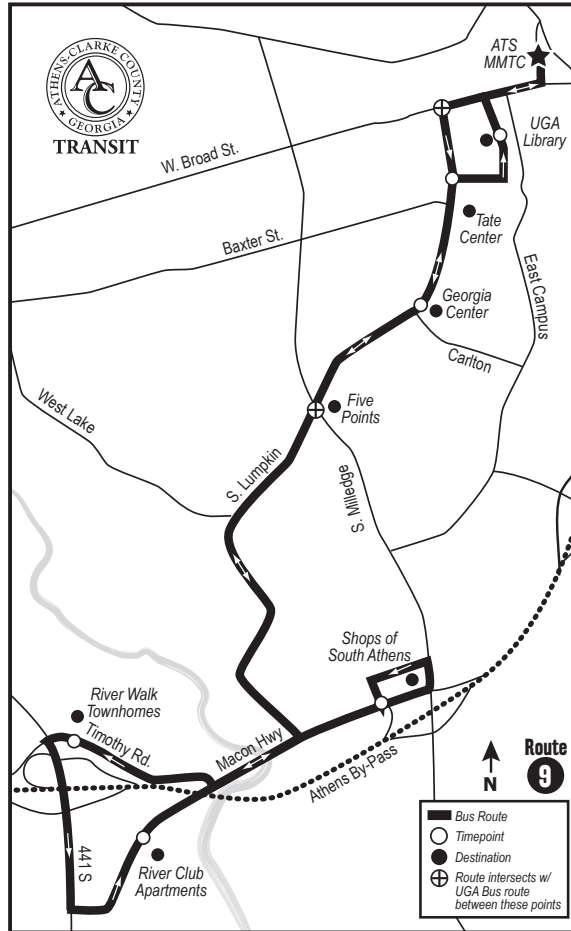 ATHENS-CLARKE COUNTY
AC
GEORGIA
TRANSIT
ATS
MMTC
W. Broad St.
UGA
Library
Baxter St.
Tate
Center
East Campus
Georgia
Center
Carlton
West Lake
Five
Points
S. Lumpkin
S. Milledge
Shops of
South Athens
River Walk
Townhomes
Timothy Rd.
Macon Hwy
Athens By-Pass
441 S
River Club
Apartments
N
Route
9
Bus Route
Timepoint
Destination
Route intersects w/
UGA Bus route
between these points